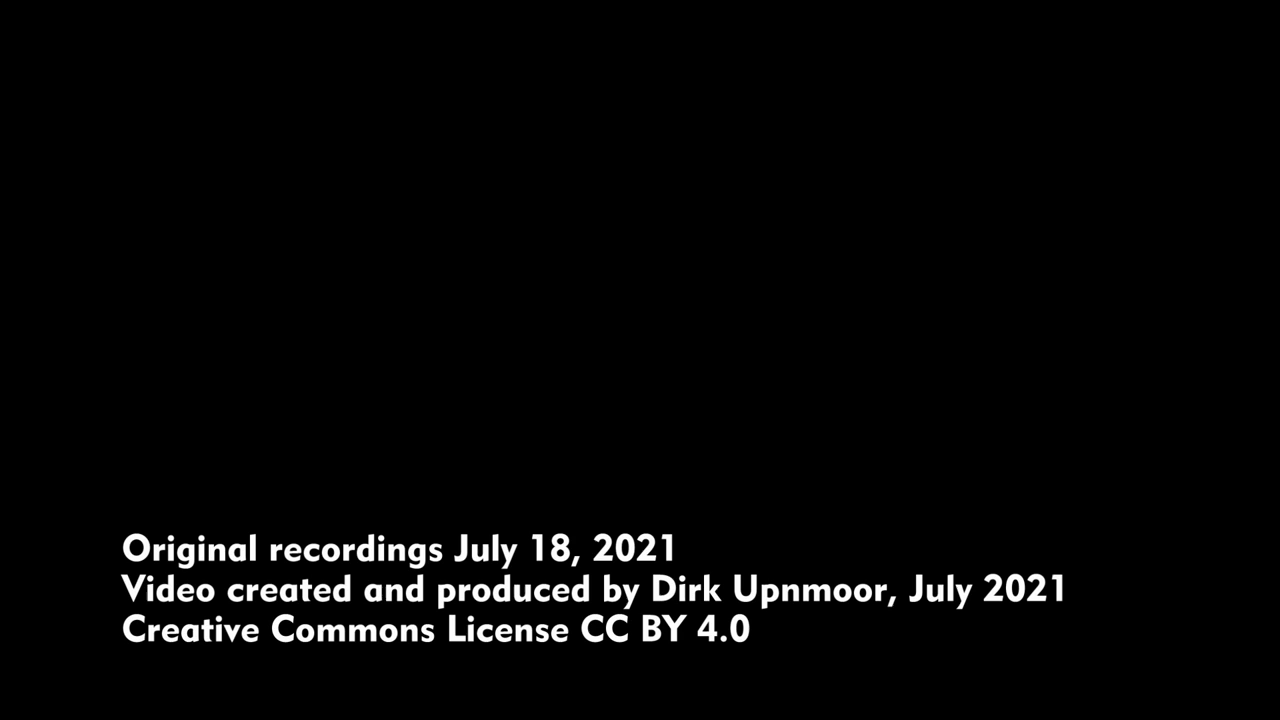 Original recordings July 18, 2021
Video created and produced by Dirk Upnmoor, July 2021
Creative Commons License CC BY 4.0